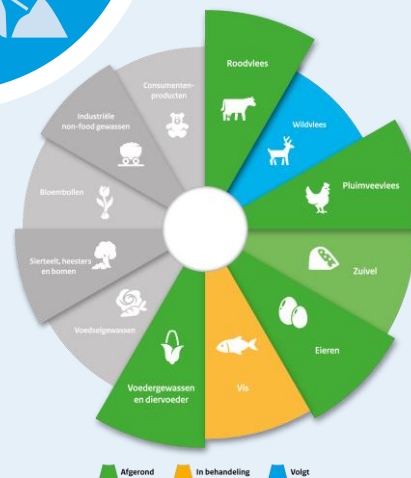 Roodvlees
Wildvlees
Pluimveevlees
Zuivel
Eieren
Vis
Voedergewassen
en diervoeder
Voedselgewassen
Sierteelt, heesters
en bomen
Bloembollen
Industriële
non-food gewassen
Consumenten-
producten
Afgerond
In behandeling
Volgt